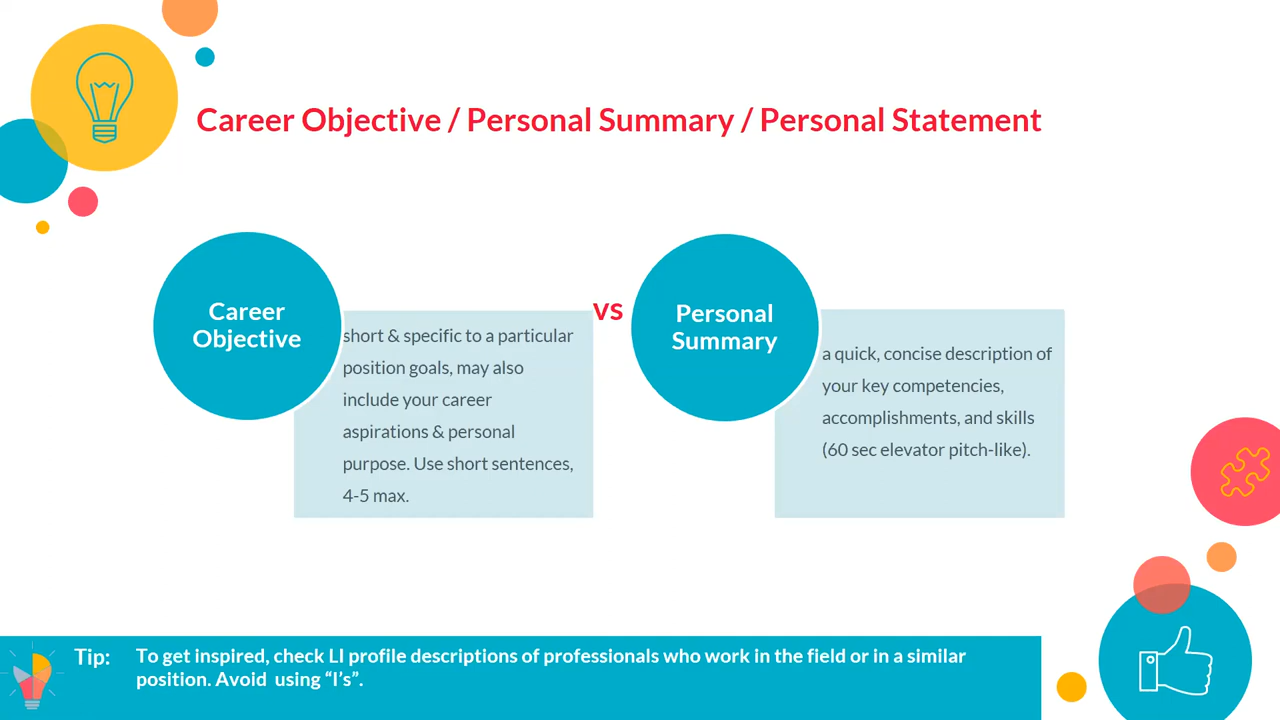 Career Objective / Personal Summary / Personal Statement
Career
Objective
short & specific to a particular
position goals, may also
include your career
aspirations & personal
purpose. Use short sentences,
4-5 max.
vs
Personal
Summary
a quick, concise description of
your key competencies,
accomplishments, and skills
(60 sec elevator pitch-like).
Tip:
To get inspired, check LI profile descriptions of professionals who work in the field or in a similar
position. Avoid  using “I’s”.